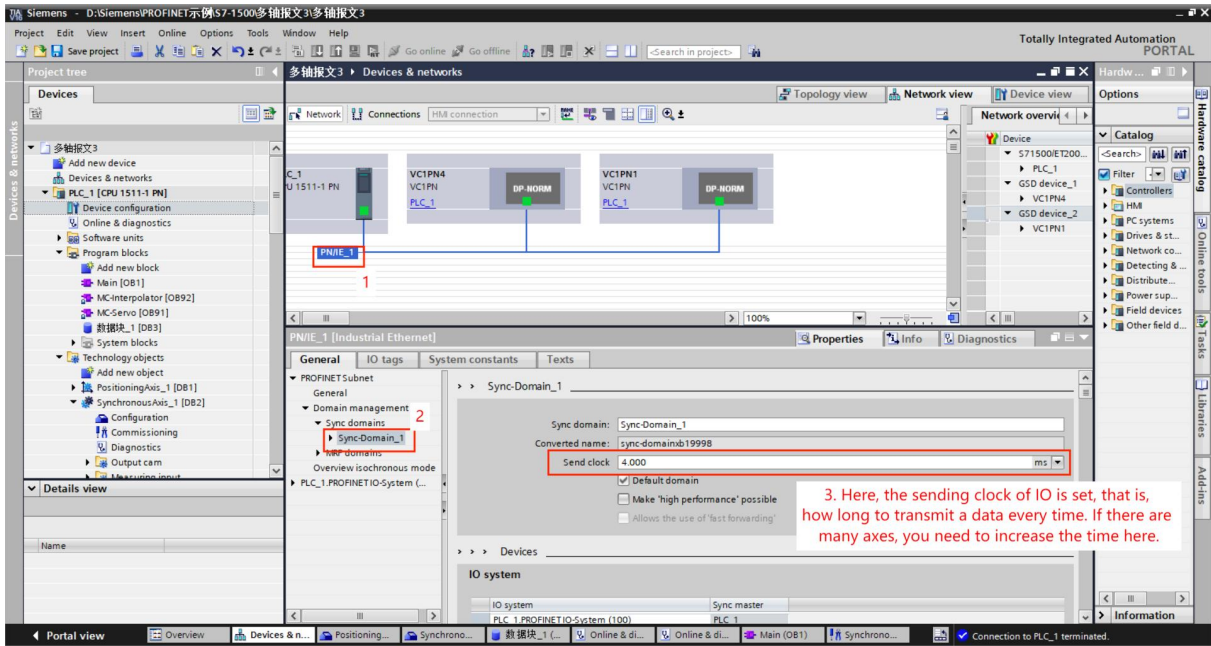 Siemens - D:\Siemens\PROFINET示例\S7-1500\多轴报文3\多轴报文3
Project Edit View Insert Online Options Tools Window Help
Totally Integrated Automation
PORTAL
Save project
Go online
Go offline
<Search in project>
Project tree
多轴报文3 ▸ Devices & networks
Hardw...
Devices
Topology view
Network view
Device view
Options
Network
Connections
HMI connection
Network overvie
Devices & networks
多轴报文3
Add new device
Devices & networks
PLC_1 [CPU 1511-1 PN]
Device configuration
Online & diagnostics
Software units
Program blocks
Add new block
Main [OB1]
MC-Interpolator [OB92]
MC-Servo [OB91]
数据块_1 [DB3]
System blocks
Technology objects
Add new object
PositioningAxis_1 [DB1]
SynchronousAxis_1 [DB2]
Configuration
Commissioning
Diagnostics
Output cam
Measuring input
Details view
Name
C_1
U 1511-1 PN
VC1PN4
VC1PN
PLC_1
DP-NORM
VC1PN1
VC1PN
PLC_1
DP-NORM
PN/IE_1
1
100%
Device
S71500/ET200...
PLC_1
GSD device_1
VC1PN4
GSD device_2
VC1PN1
Catalog
<Search>
Filter
Controllers
HMI
PC systems
Drives & st...
Network co...
Detecting & ...
Distribute...
Power sup...
Field devices
Other field d...
Information
Hardware catalog
Online tools
Tasks
Libraries
Add-ins
PN/IE_1 [Industrial Ethernet]
Properties
Info
Diagnostics
General
IO tags
System constants
Texts
PROFINET Subnet
General
Domain management
Sync domains
2
Sync-Domain_1
MRP domains
Overview isochronous mode
PLC_1.PROFINET IO-System (...
> > Sync-Domain_1
Sync domain: Sync-Domain_1
Converted name: sync-domainxb19998
Send clock 4.000 ms
Default domain
Make 'high performance' possible
Allows the use of 'fast forwarding'
3. Here, the sending clock of IO is set, that is,
how long to transmit a data every time. If there are
many axes, you need to increase the time here.
> > > Devices
IO system
IO system Sync master
PLC_1.PROFINET IO-System (100) PLC_1
Portal view
Overview
Devices & n...
Positioning...
Synchrono...
数据块_1 (...
Online & di...
Online & di...
Main (OB1)
Synchrono...
Connection to PLC_1 terminated.